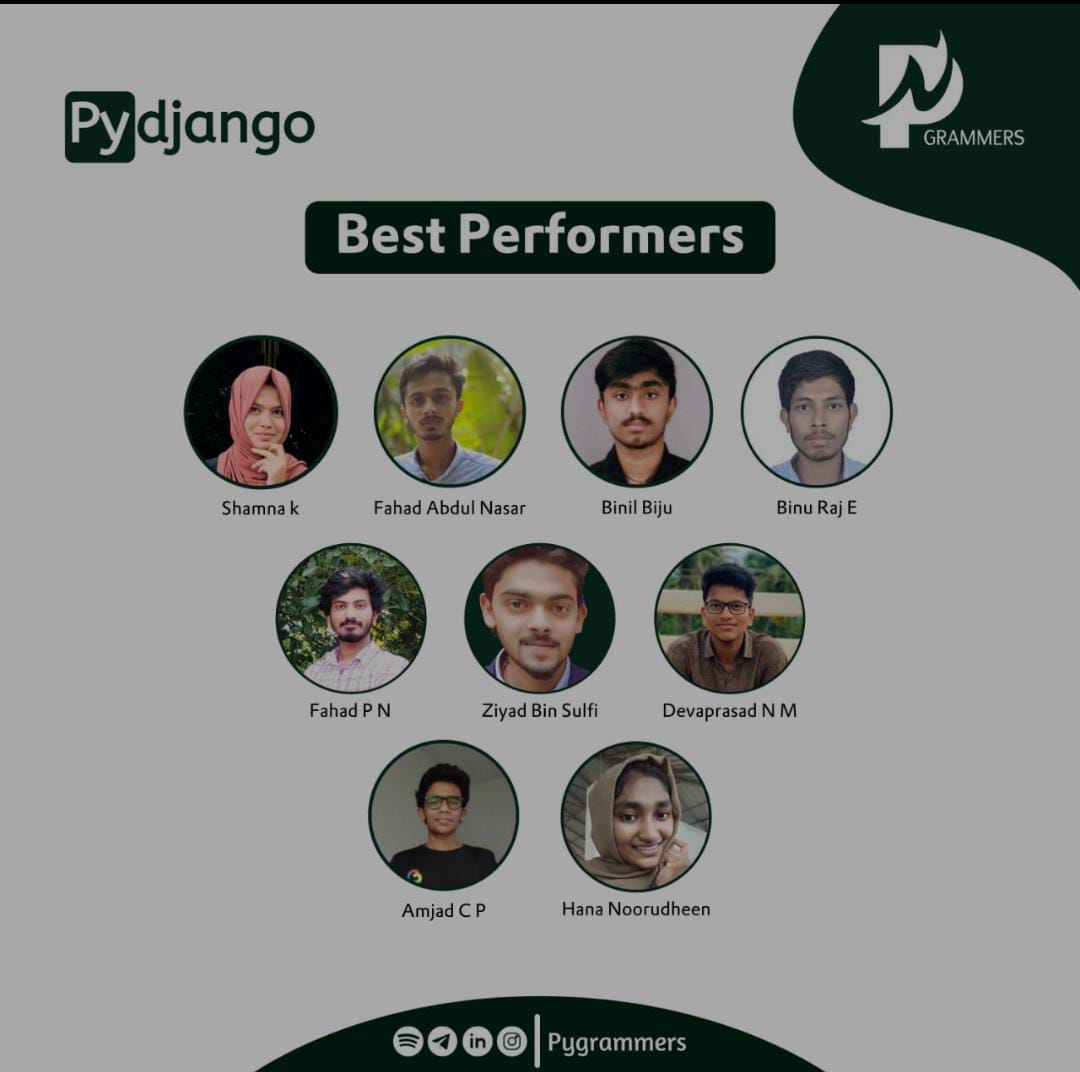 Pydjango
GRAMMERS
Best Performers
Shamna k
Fahad Abdul Nasar
Binil Biju
Binu Raj E
Fahad P N
Ziyad Bin Sulfi
Devaprasad N M
Amjad C P
Hana Noorudheen
in
Pygrammers